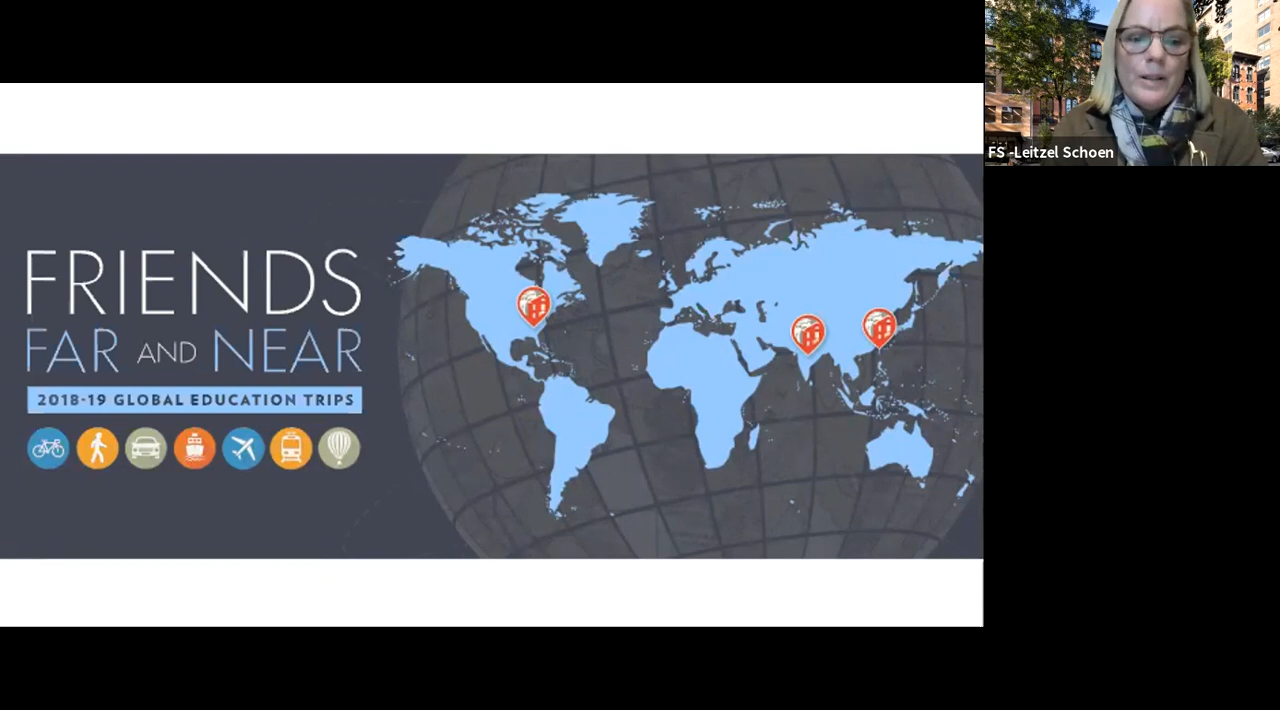 FRIENDS
FAR AND NEAR
2018-19 GLOBAL EDUCATION TRIPS
FS -Leitzel Schoen